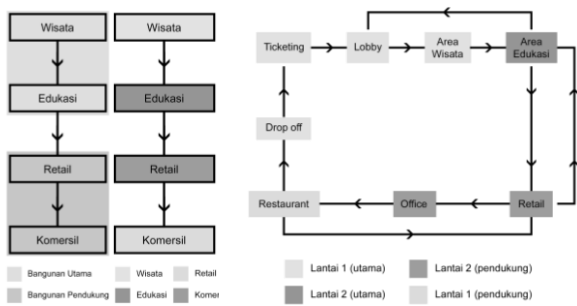 Wisata
Wisata
Edukasi
Edukasi
Retail
Retail
Komersil
Komersil
Bangunan Utama
Wisata
Retail
Bangunan Pendukung
Edukasi
Komer
Ticketing
Lobby
Area
Wisata
Area
Edukasi
Drop off
Restaurant
Office
Retail
Lantai 1 (utama)
Lantai 2 (pendukung)
Lantai 2 (utama)
Lantai 1 (pendukung)